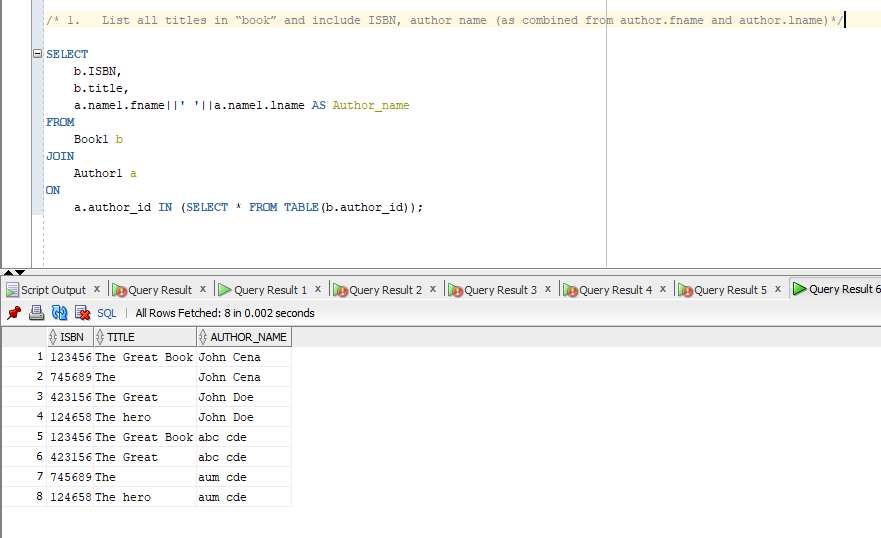 /* 1.   List all titles in “book” and include ISBN, author name (as combined from author.fname and author.lname)*/
SELECT
    b.ISBN,
    b.title,
    a.name1.fname||' '||a.name1.lname AS Author_name
FROM
    Book1 b
JOIN
    Author1 a
ON
    a.author_id IN (SELECT * FROM TABLE(b.author_id));
Script Output x Query Result x Query Result 1 x Query Result 2 x Query Result 3 x Query Result 4 x Query Result 5 x Query Result 6
SQL | All Rows Fetched: 8 in 0.002 seconds
ISBN TITLE AUTHOR_NAME
1 123456 The Great Book John Cena
2 745689 The John Cena
3 423156 The Great John Doe
4 124658 The hero John Doe
5 123456 The Great Book abc cde
6 423156 The Great abc cde
7 745689 The aum cde
8 124658 The hero aum cde